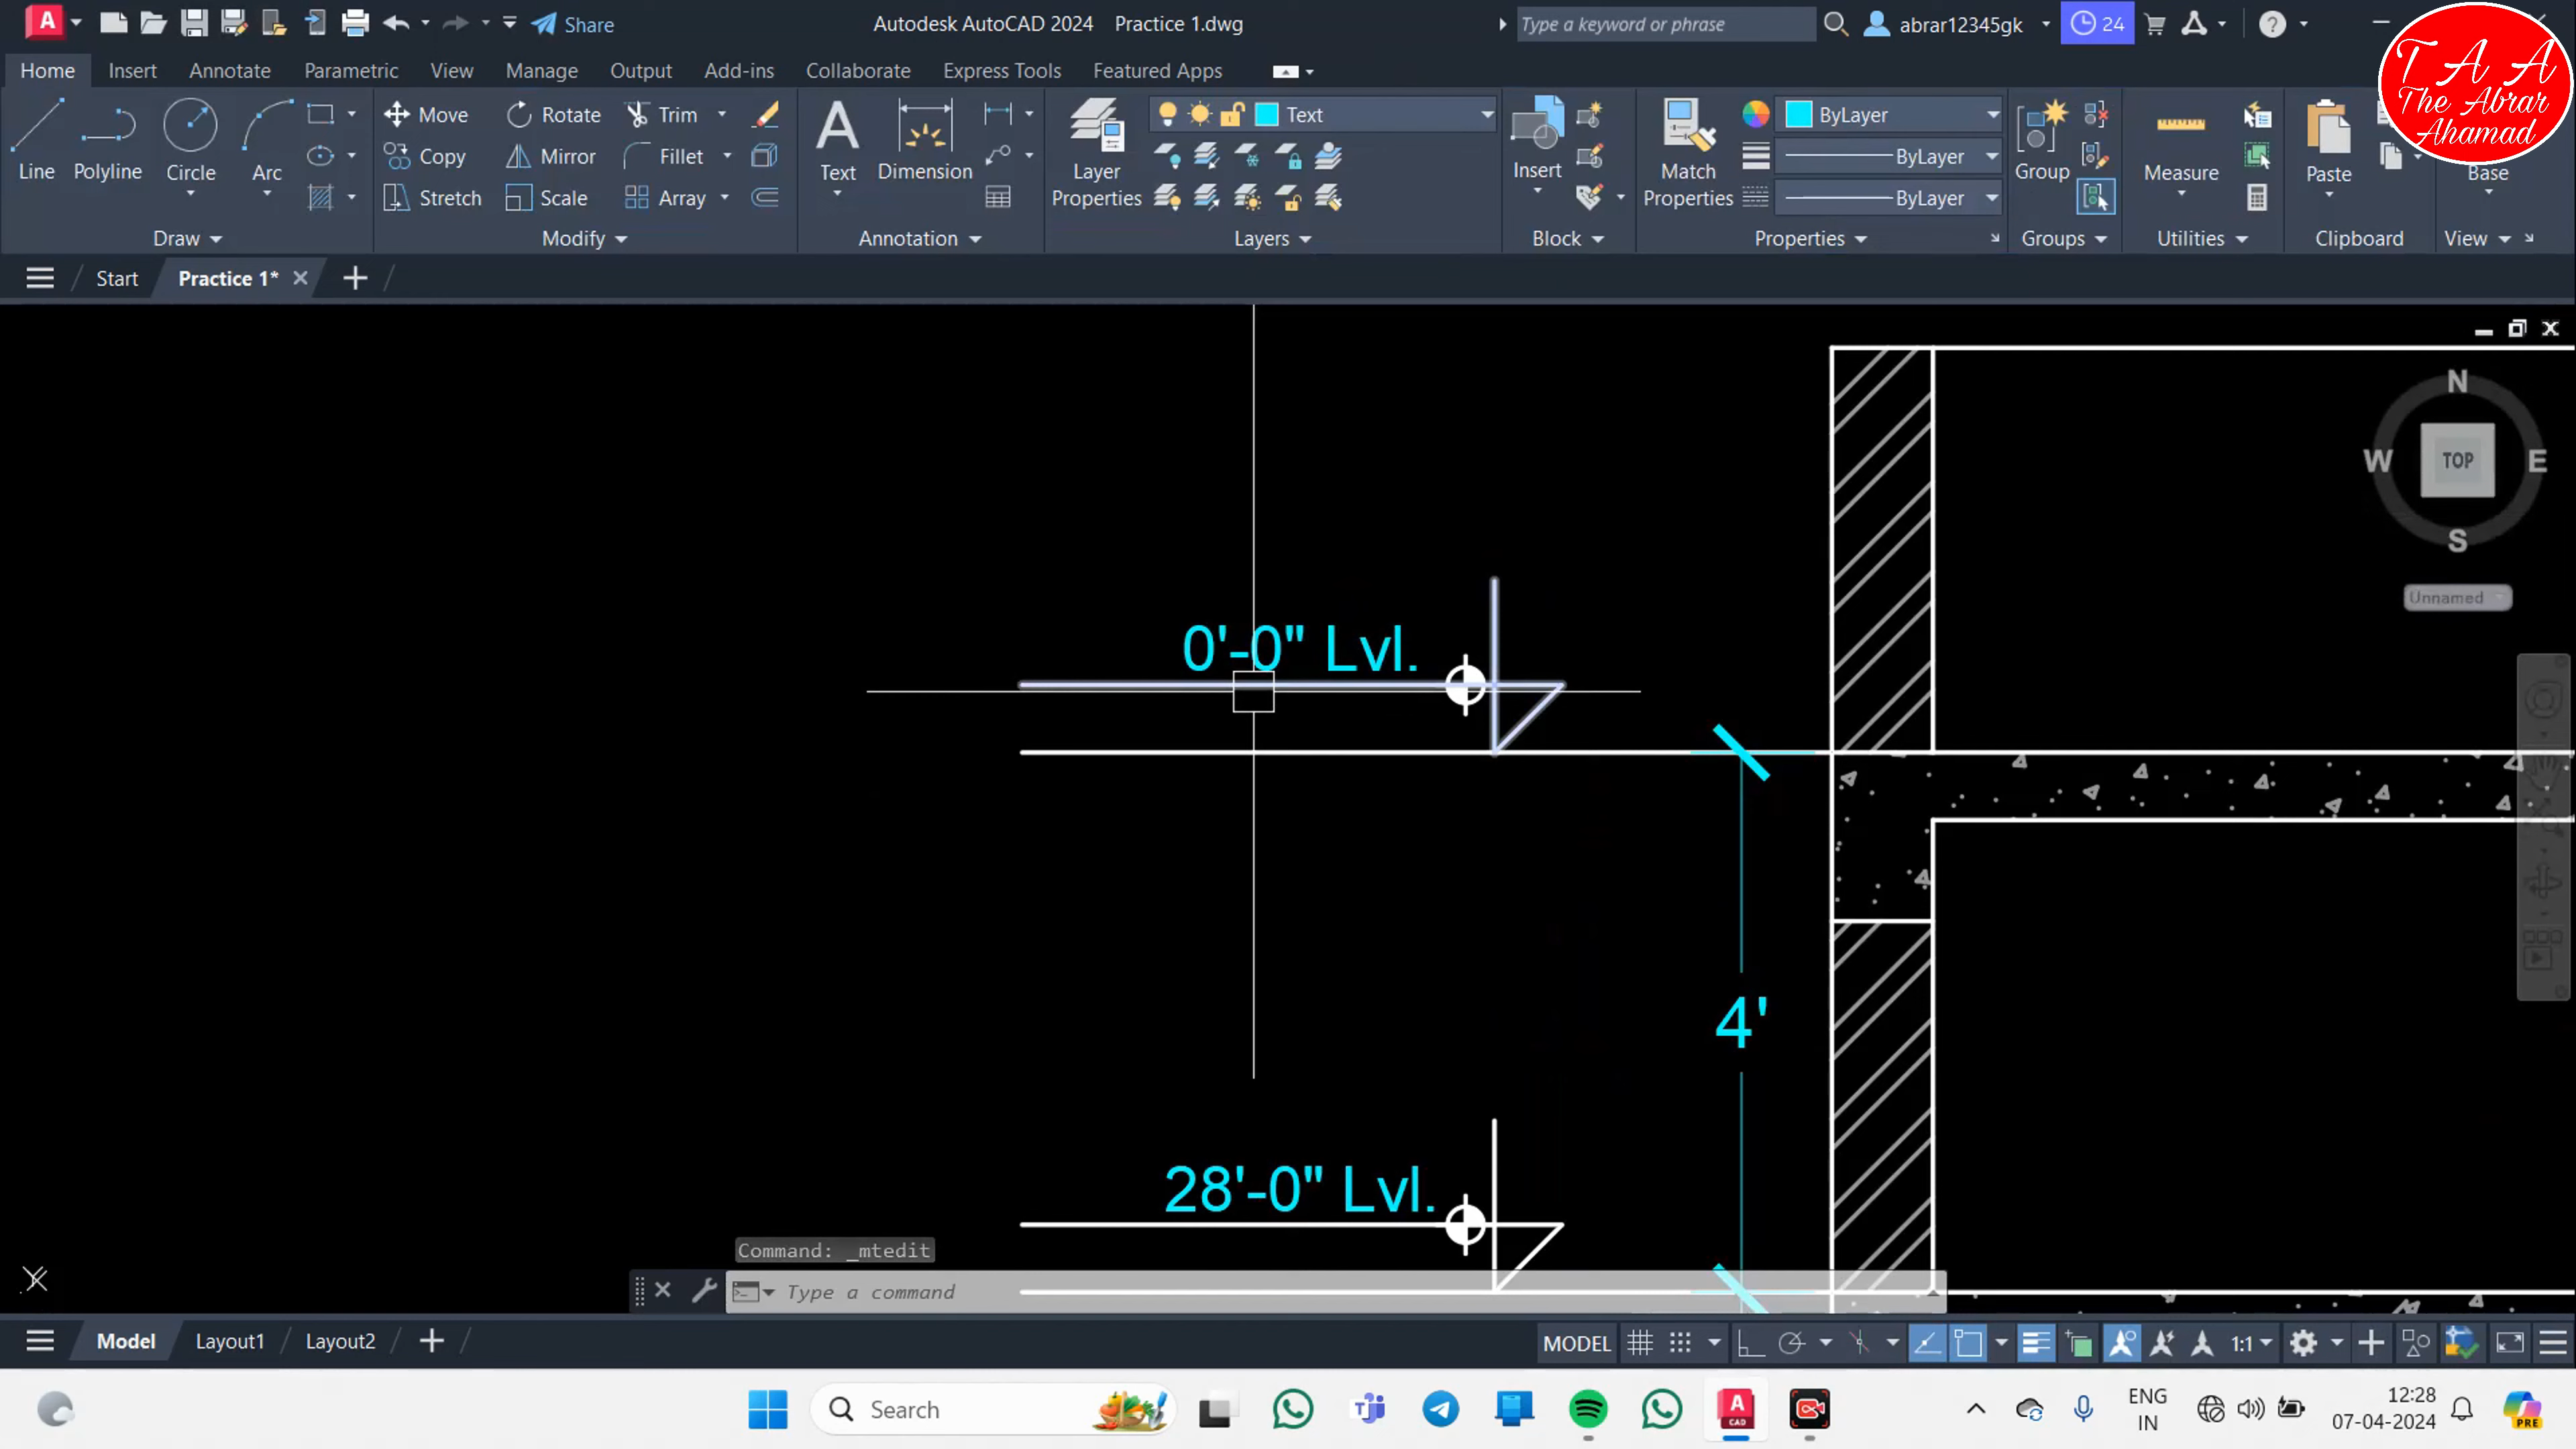 Share
Autodesk AutoCAD 2024 Practice 1.dwg
Type a keyword or phrase
abrar12345gk
24
T A A
The Abrar
Ahamad
Home Insert Annotate Parametric View Manage Output Add-ins Collaborate Express Tools Featured Apps
Line Polyline Circle Arc
Move Rotate Trim
Copy Mirror Fillet
Stretch Scale Array
Text Dimension
Layer Properties
Text
Insert
Match Properties
ByLayer
ByLayer
ByLayer
Group
Measure
Paste
Base
Draw Modify Annotation Layers Block Properties Groups Utilities Clipboard View
Start Practice 1*
N
W TOP E
S
Unnamed
0'-0" Lvl.
4'
28'-0" Lvl.
Command: _mtedit
Type a command
Model Layout1 Layout2
MODEL
1:1
Search
ENG
IN
12:28
07-04-2024
PRE